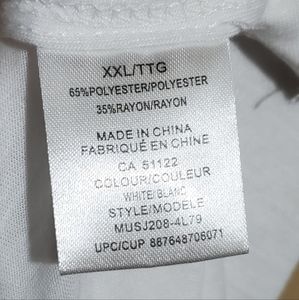 XXL/TTG
65%POLYESTER/POLYESTER
35%RAYON/RAYON
MADE IN CHINA
FABRIQUÉ EN CHINE
CA 51122
COLOUR/COULEUR
WHITE/BLANC
STYLE/MODELE
MUSJ208-4L79
UPC/CUP 887648706071